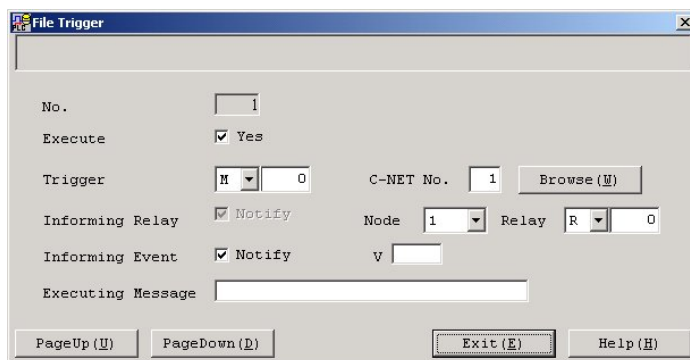 File Trigger
No. 1
Execute Yes
Trigger M 0 C-NET No. 1 Browse(W)
Informing Relay Notify Node 1 Relay R 0
Informing Event Notify V
Executing Message
PageUp(U) PageDown(D) Exit(E) Help(H)